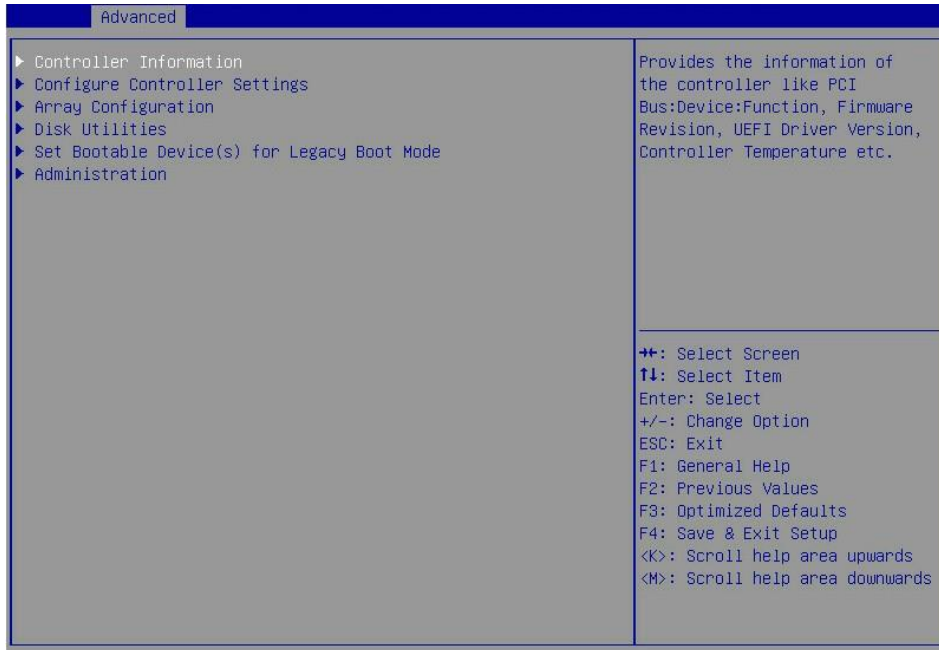 Advanced
▶ Controller Information
▶ Configure Controller Settings
▶ Array Configuration
▶ Disk Utilities
▶ Set Bootable Device(s) for Legacy Boot Mode
▶ Administration
Provides the information of
the controller like PCI
Bus:Device:Function, Firmware
Revision, UEFI Driver Version,
Controller Temperature etc.
→←: Select Screen
↑↓: Select Item
Enter: Select
+/-: Change Option
ESC: Exit
F1: General Help
F2: Previous Values
F3: Optimized Defaults
F4: Save & Exit Setup
<K>: Scroll help area upwards
<M>: Scroll help area downwards